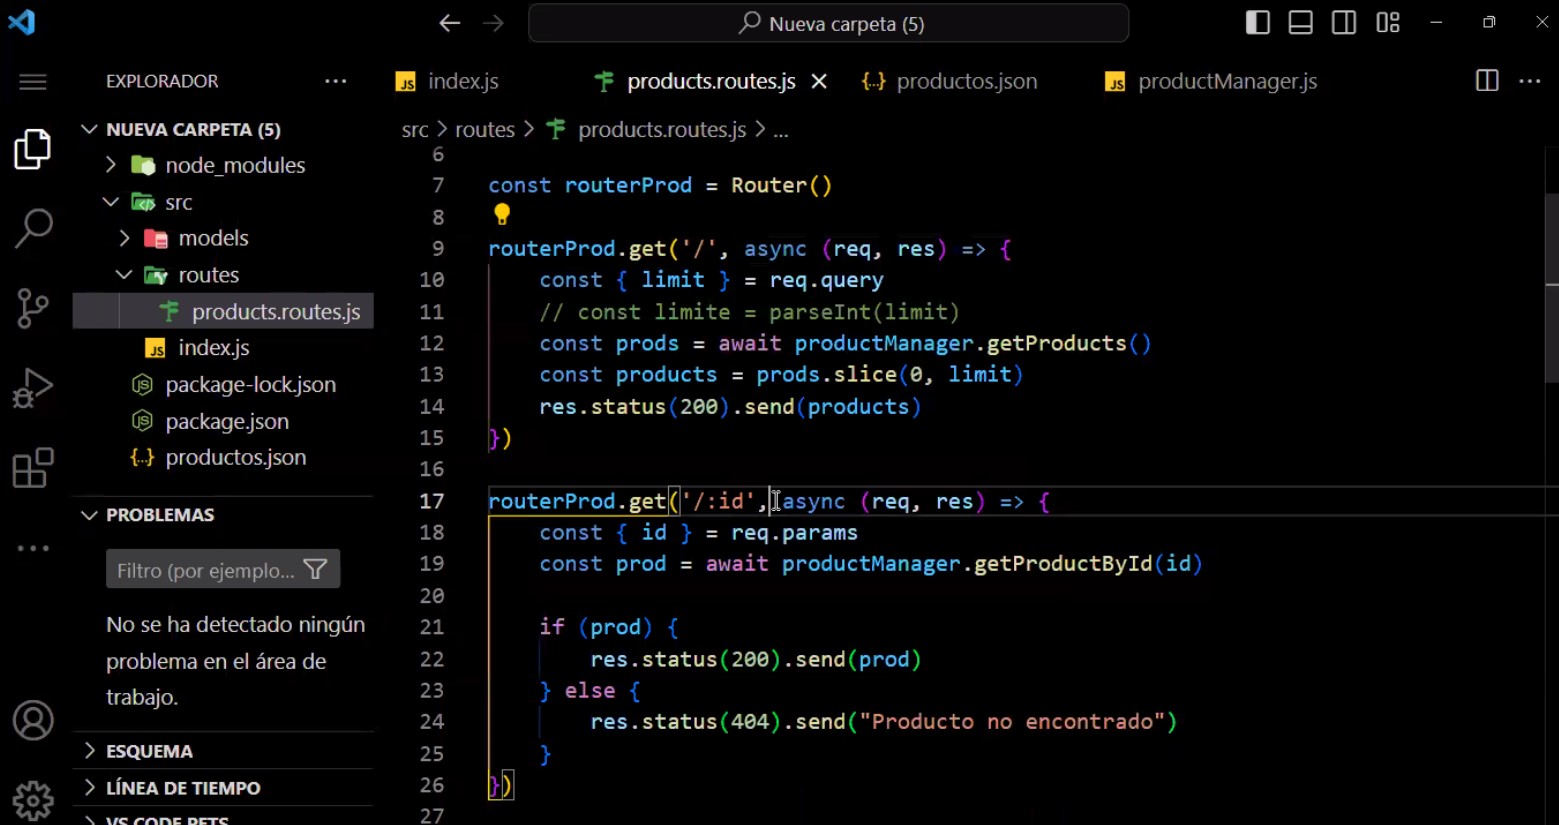 Nueva carpeta (5)
EXPLORADOR
index.js
products.routes.js
productos.json
productManager.js
NUEVA CARPETA (5)
node_modules
src
models
routes
products.routes.js
index.js
package-lock.json
package.json
productos.json
PROBLEMAS
Filtro (por ejemplo...
No se ha detectado ningún
problema en el área de
trabajo.
ESQUEMA
LÍNEA DE TIEMPO
VS CODE PETS
src > routes > products.routes.js > ...
6
7 const routerProd = Router()
8
9 routerProd.get('/', async (req, res) => {
10 const { limit } = req.query
11 // const limite = parseInt(limit)
12 const prods = await productManager.getProducts()
13 const products = prods.slice(0, limit)
14 res.status(200).send(products)
15 })
16
17 routerProd.get('/:id', async (req, res) => {
18 const { id } = req.params
19 const prod = await productManager.getProductById(id)
20
21 if (prod) {
22 res.status(200).send(prod)
23 } else {
24 res.status(404).send("Producto no encontrado")
25 }
26 })
27